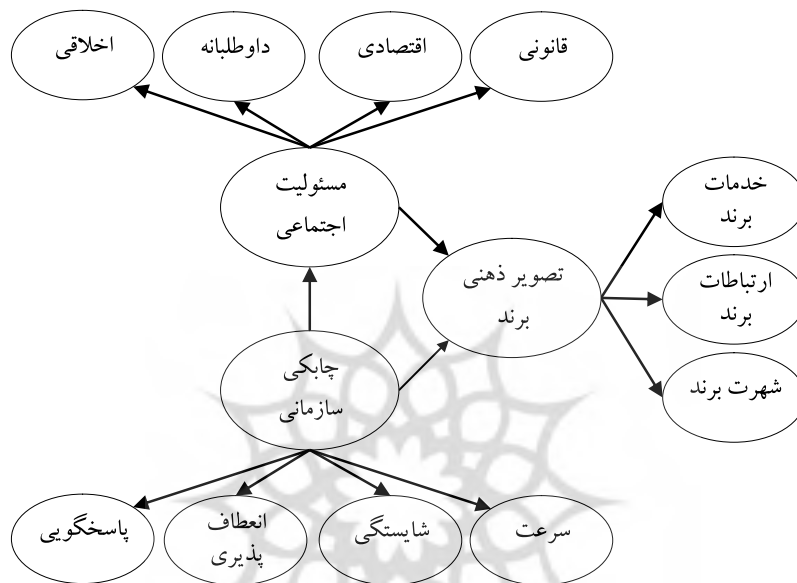 قانونی
اقتصادی
داوطلبانه
اخلاقی
مسئولیت
اجتماعی
خدمات
برند
تصویر ذهنی
برند
ارتباطات
برند
چابکی
سازمانی
شهرت برند
سرعت
شایستگی
انعطاف
پذیری
پاسخگویی